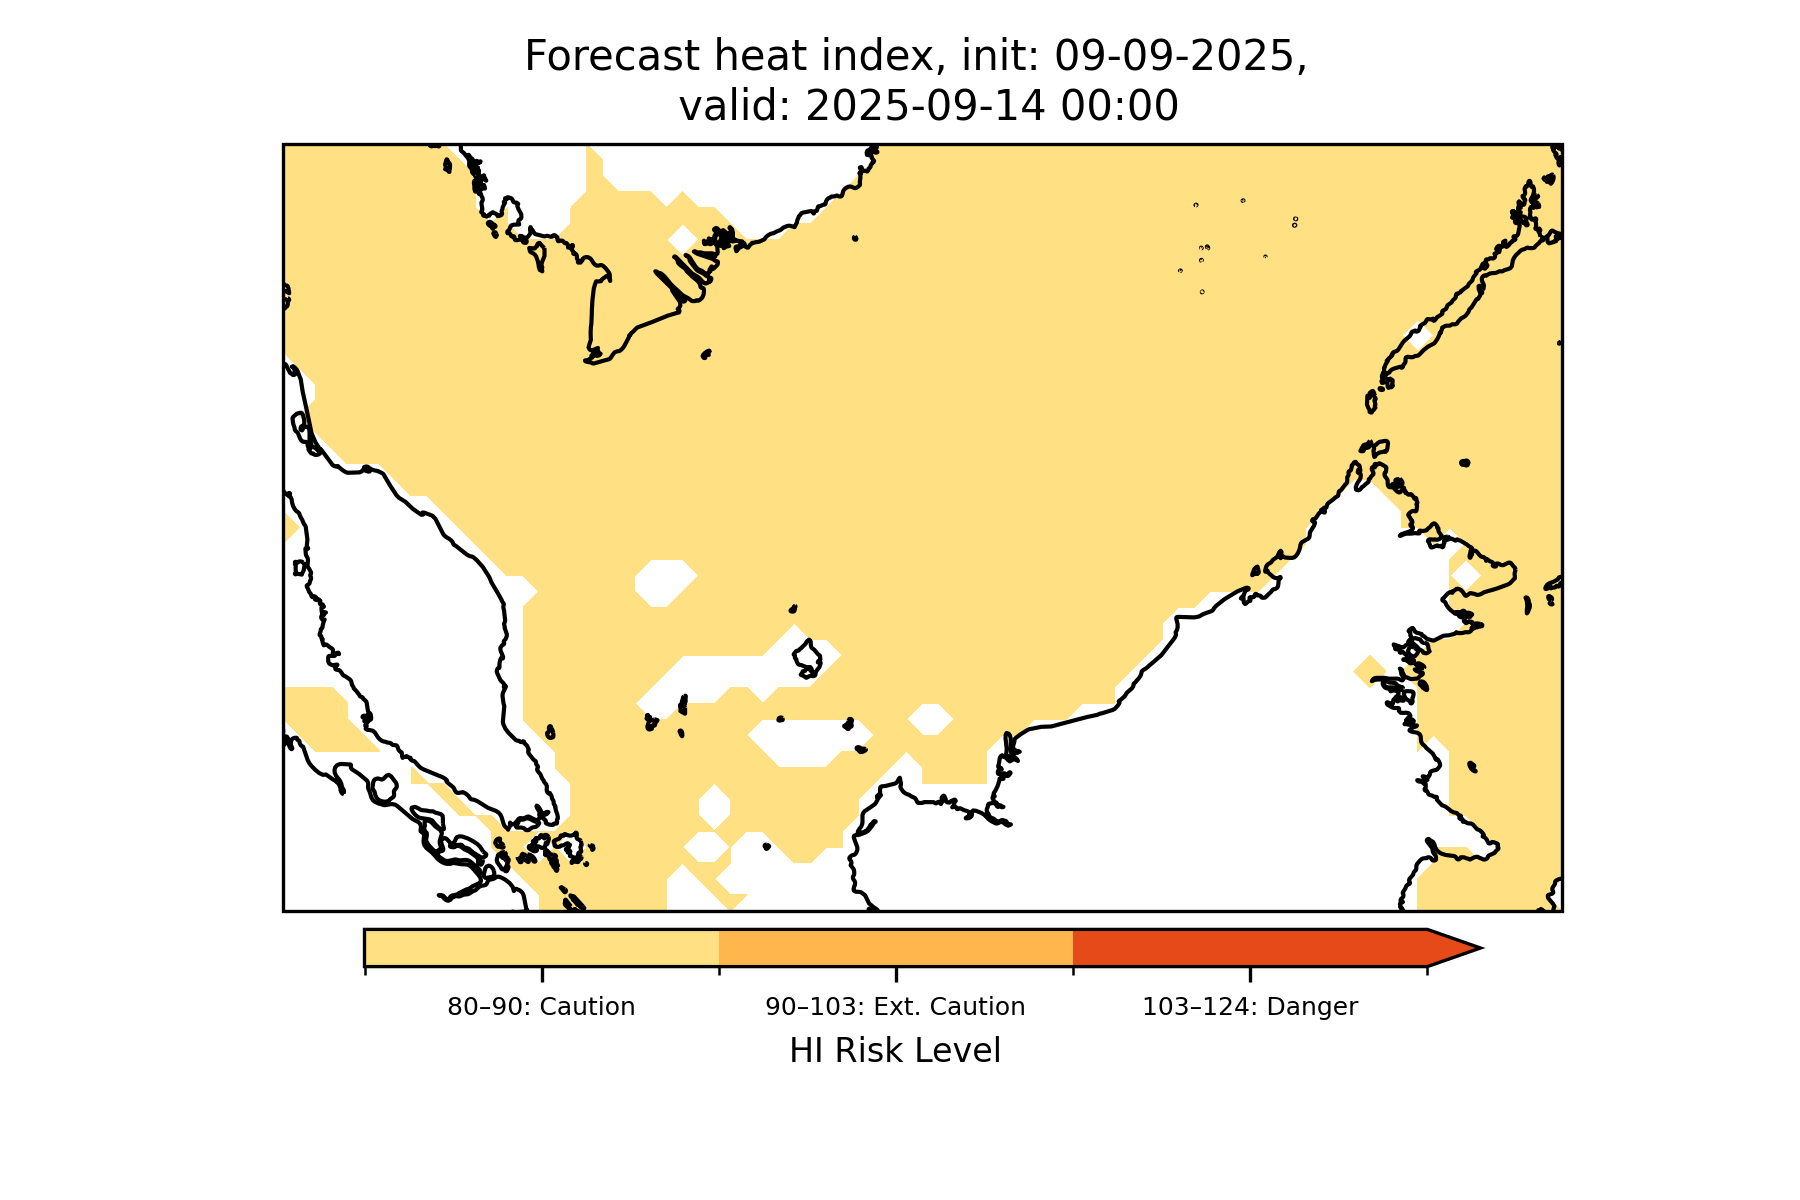 Forecast heat index, init: 09-09-2025,
valid: 2025-09-14 00:00
80–90: Caution
90–103: Ext. Caution
103–124: Danger
HI Risk Level